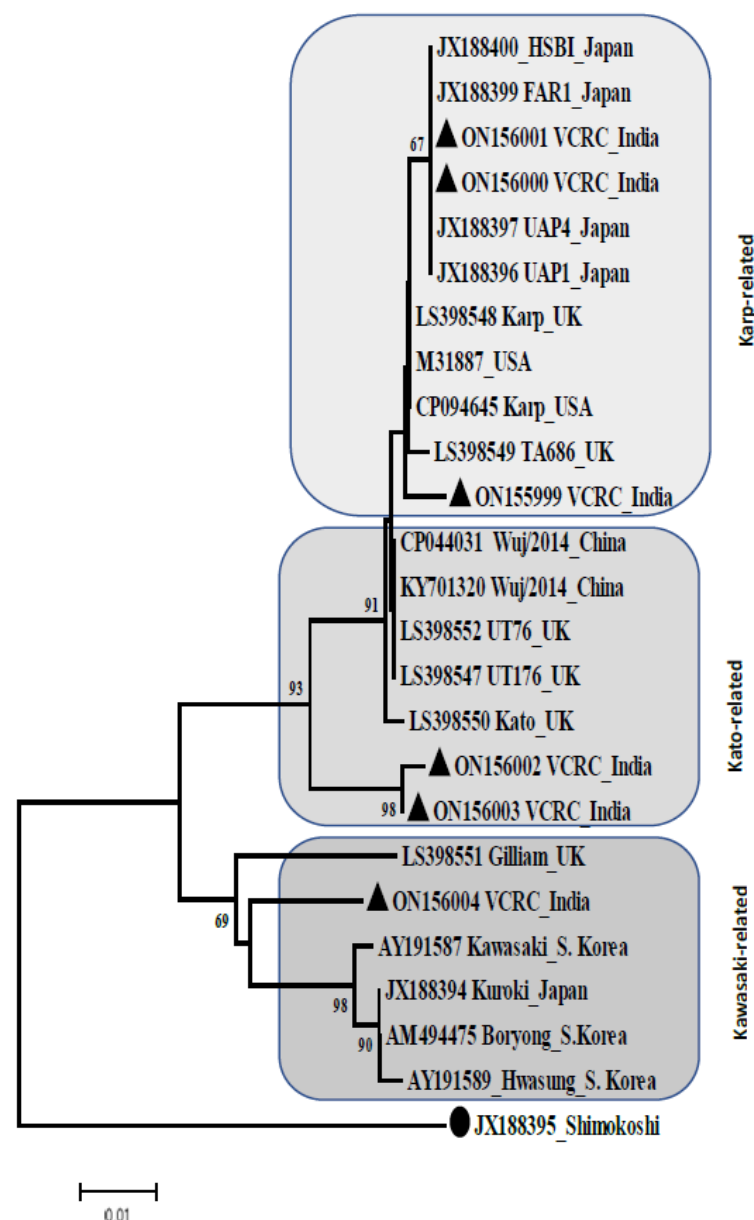 JX188400_HSBI_Japan
JX188399 FAR1_Japan
67
ON156001 VCRC_India
ON156000 VCRC_India
JX188397 UAP4_Japan
JX188396 UAP1_Japan
Karp-related
LS398548 Karp_UK
M31887_USA
CP094645 Karp_USA
LS398549 TA686_UK
ON155999 VCRC_India
CP044031 Wuj/2014_China
KY701320 Wuj/2014_China
91
LS398552 UT76_UK
LS398547 UT176_UK
93
LS398550 Kato_UK
Kato-related
ON156002 VCRC_India
98
ON156003 VCRC_India
LS398551 Gilliam_UK
ON156004 VCRC_India
69
AY191587 Kawasaki_S. Korea
Kawasaki-related
JX188394 Kuroki_Japan
98
AM494475 Boryong_S.Korea
90
AY191589_Hwasung_S. Korea
JX188395_Shimokoshi
0.01